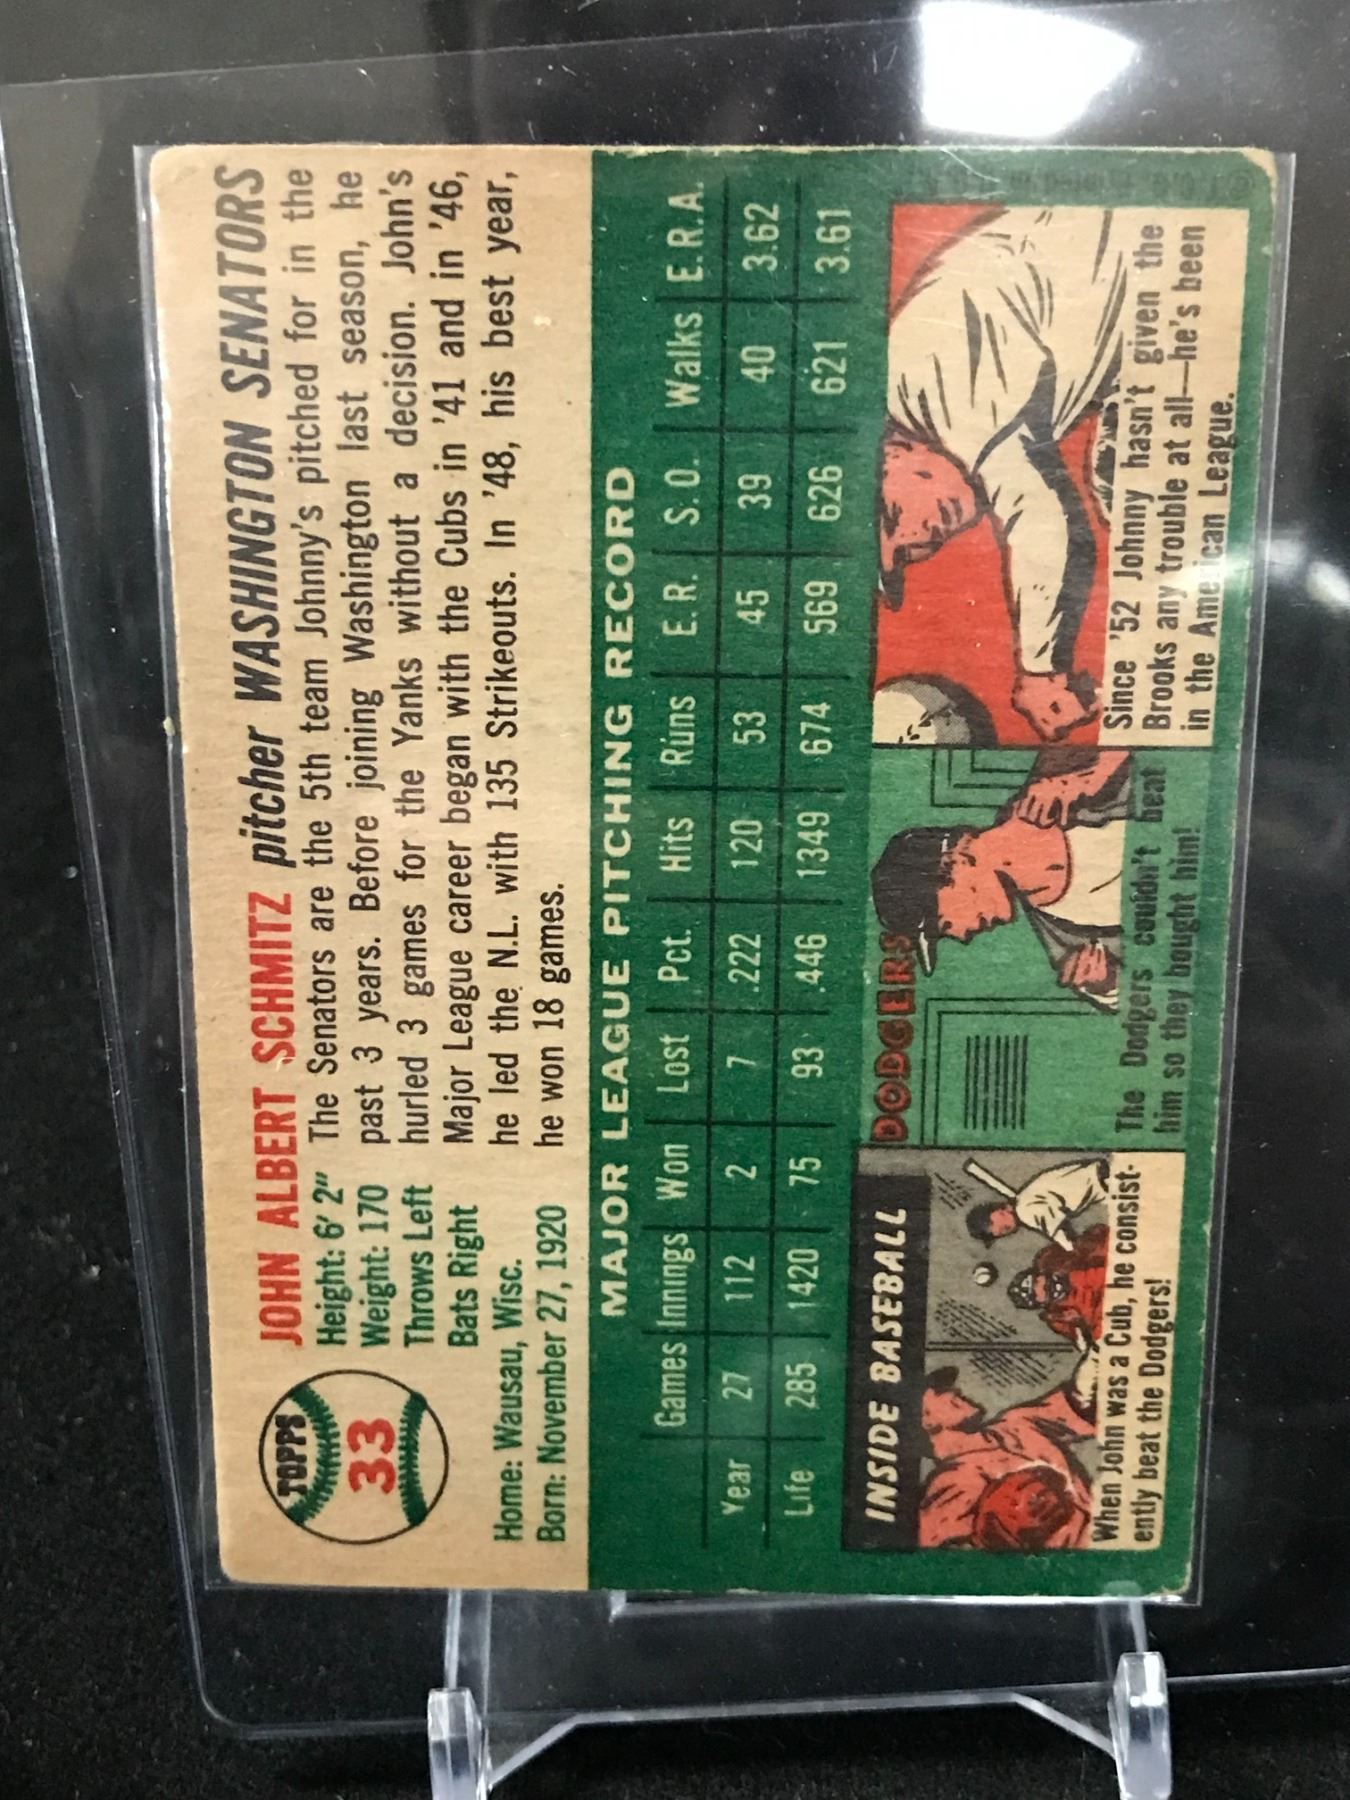 TOPPS
33
JOHN ALBERT SCHMITZ pitcher WASHINGTON SENATORS
Height: 6' 2"
Weight: 170
Throws Left
Bats Right
Home: Wausau, Wisc.
Born: November 27, 1920
The Senators are the 5th team Johnny's pitched for in the
past 3 years. Before joining Washington last season, he
hurled 3 games for the Yanks without a decision. John's
Major League career began with the Cubs in '41 and in '46,
he led the N.L. with 135 Strikeouts. In '48, his best year,
he won 18 games.
MAJOR LEAGUE PITCHING RECORD
Games Innings Won Lost Pct. Hits Runs E.R. S.O. Walks E.R.A.
Year 27 112 2 7 .222 120 53 45 39 40 3.62
Life 285 1420 75 93 .446 1349 674 569 626 621 3.61
INSIDE BASEBALL
When John was a Cub, he consist-
ently beat the Dodgers!
DODGERS
The Dodgers couldn't beat
him so they bought him!
Since '52 Johnny hasn't given the
Brooks any trouble at all—he's been
in the American League.